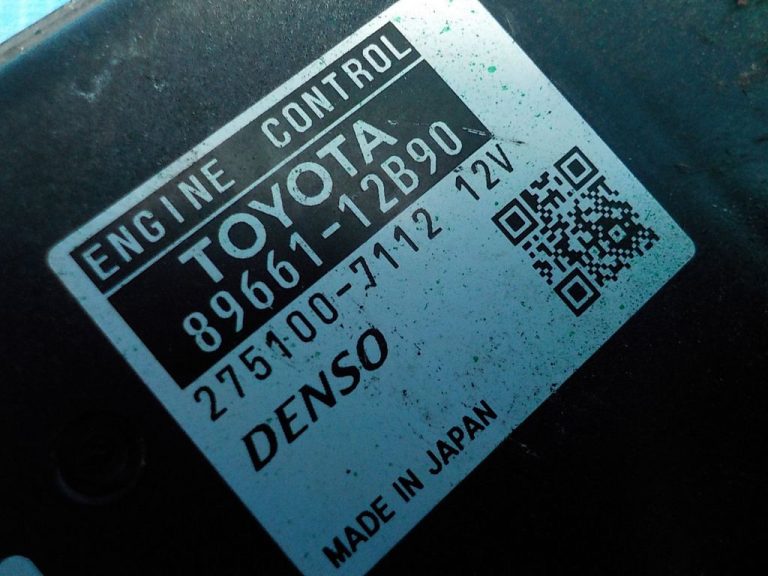 ENGINE CONTROL
TOYOTA
89661-12B90
275100-7112 12V
DENSO
MADE IN JAPAN